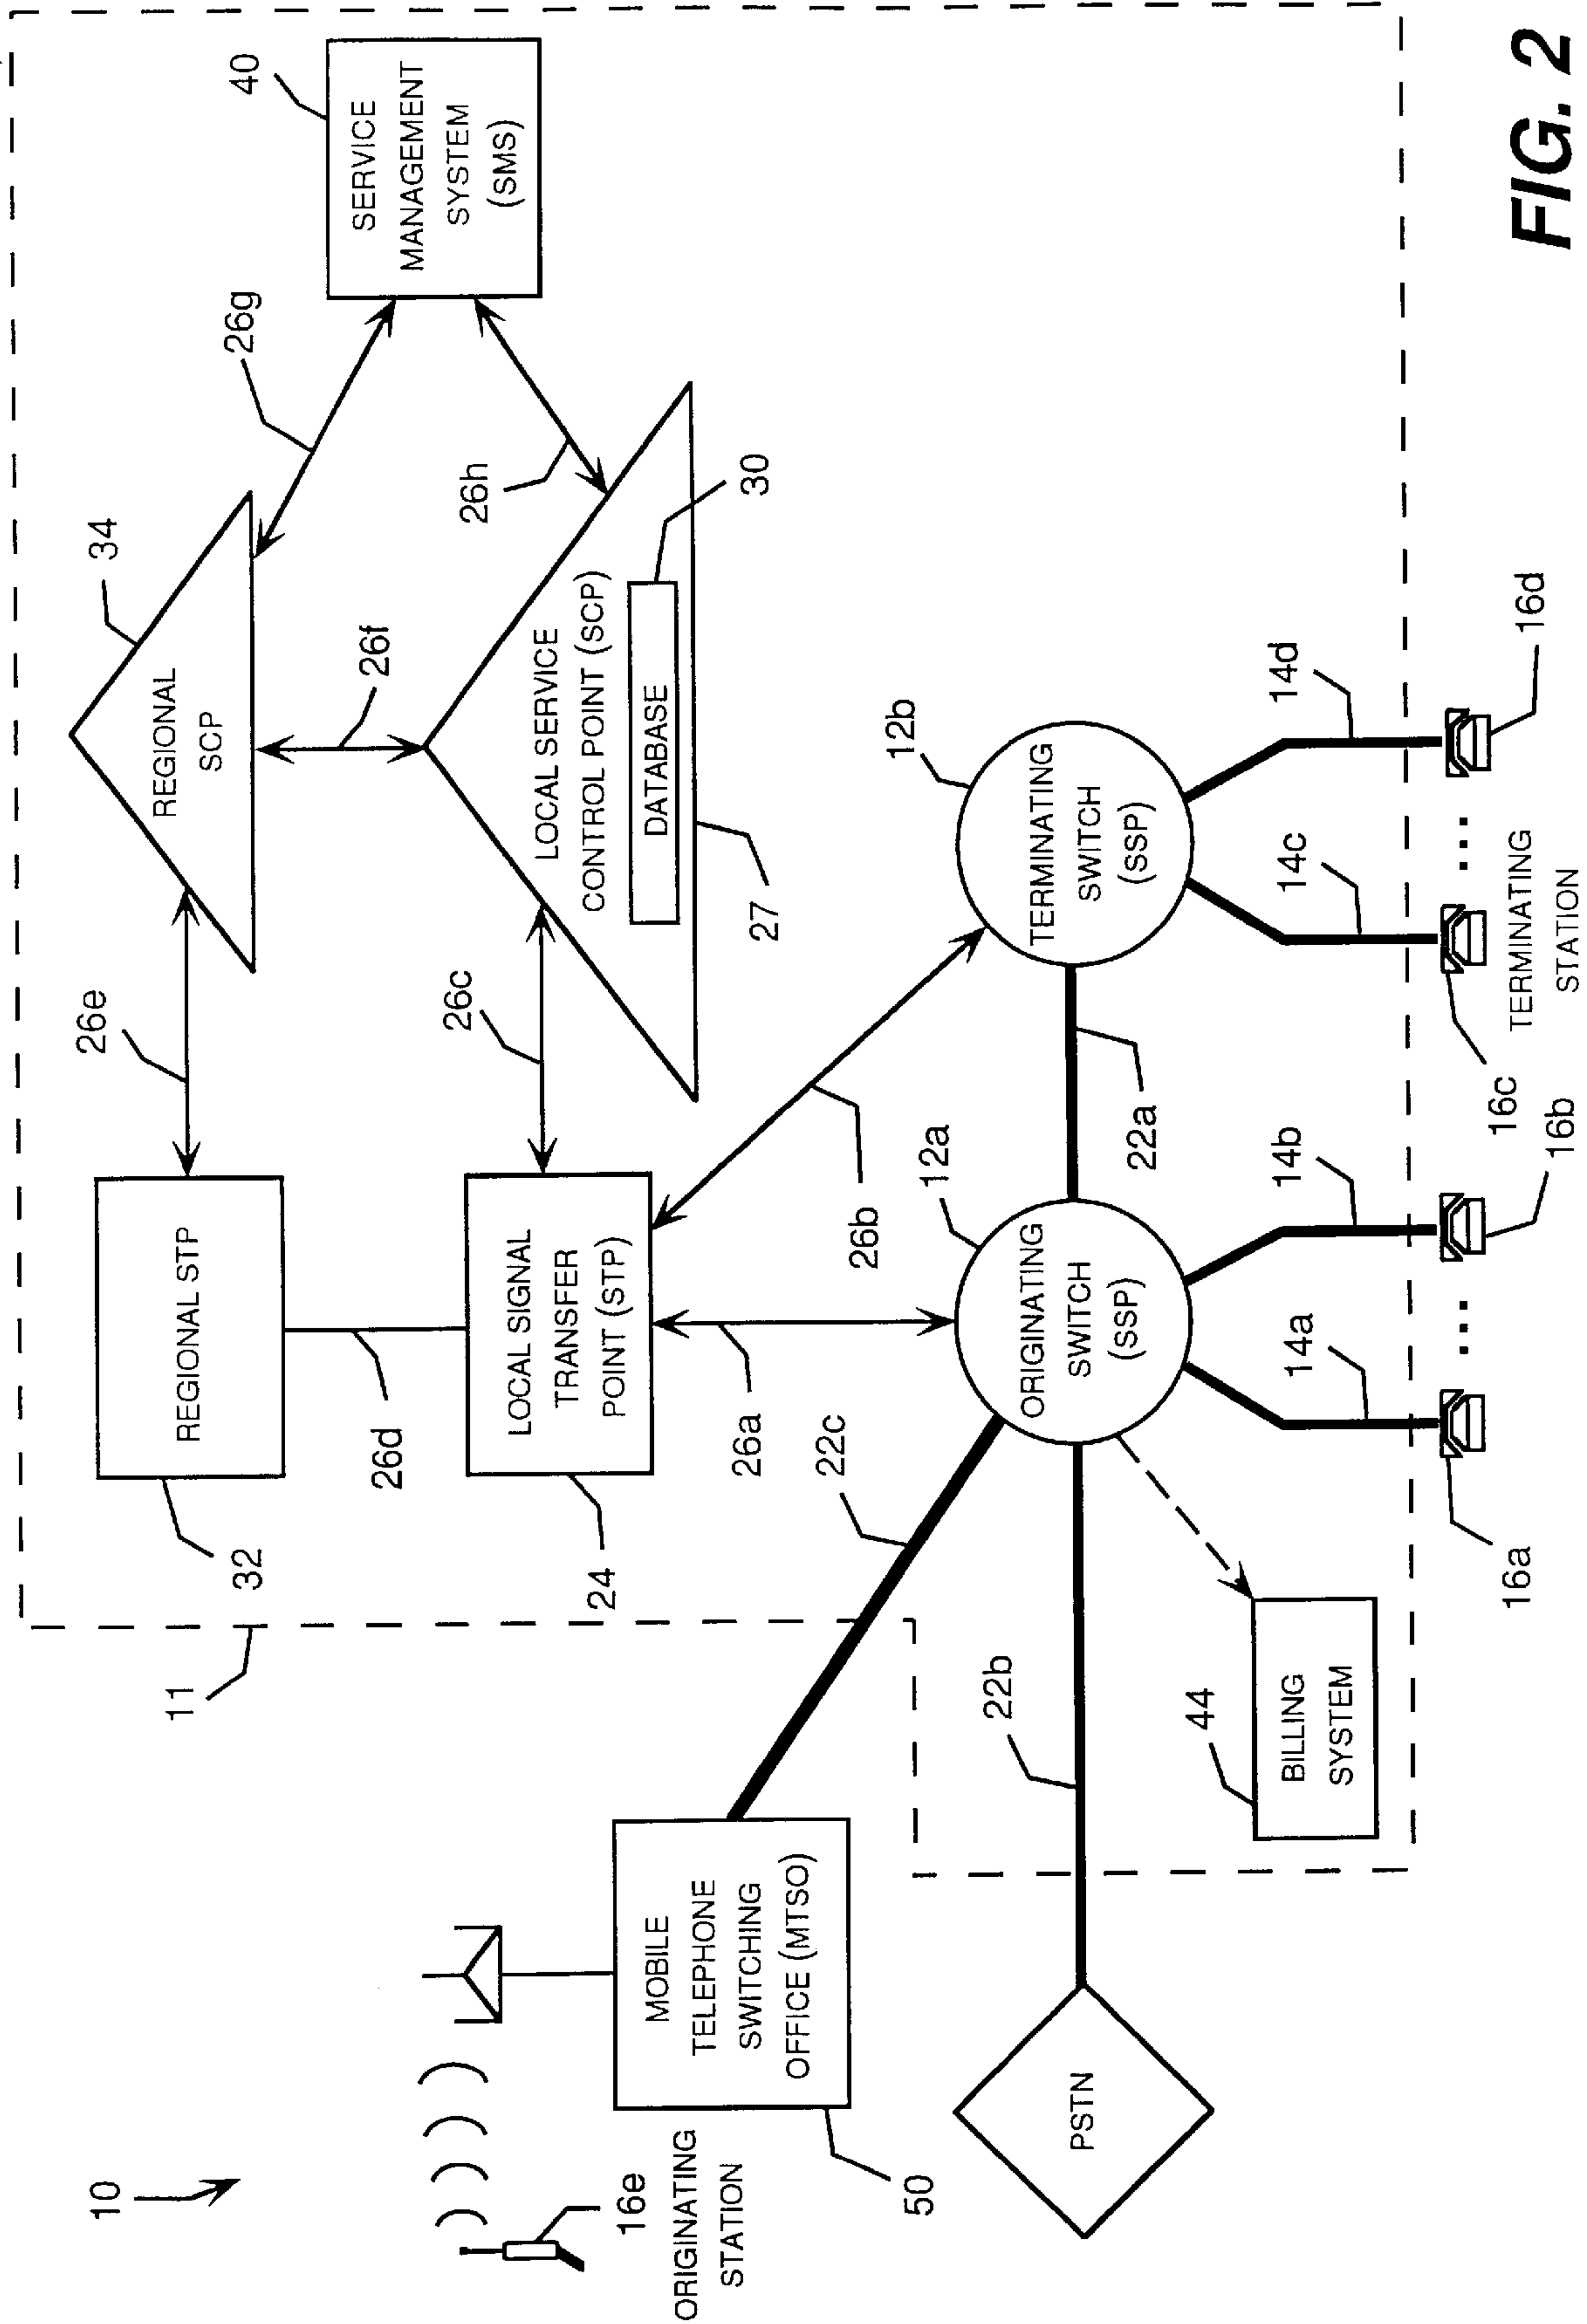 10
11
32
REGIONAL STP
26e
REGIONAL
SCP
34
26g
40
SERVICE
MANAGEMENT
SYSTEM
(SMS)
26d
26f
26h
24
LOCAL SIGNAL
TRANSFER
POINT (STP)
26c
LOCAL SERVICE
CONTROL POINT (SCP)
DATABASE
30
27
16e
ORIGINATING
STATION
MOBILE
TELEPHONE
SWITCHING
OFFICE (MTSO)
50
22c
26a
26b
12a
ORIGINATING
SWITCH
(SSP)
22a
12b
TERMINATING
SWITCH
(SSP)
PSTN
22b
44
BILLING
SYSTEM
14a
14b
14c
14d
16a
....
16b
16c
...
16d
TERMINATING
STATION
FIG. 2